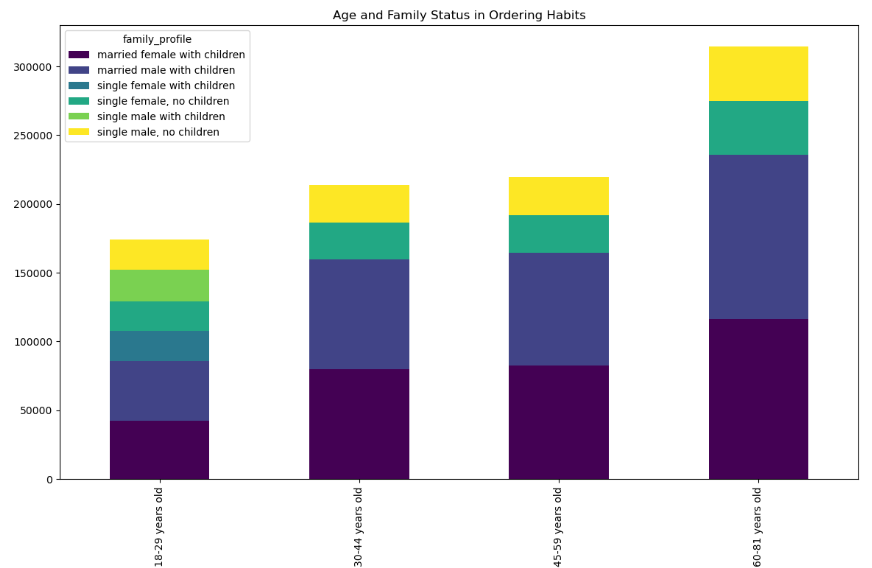 Age and Family Status in Ordering Habits
family_profile
married female with children
married male with children
single female with children
single female, no children
single male with children
single male, no children
300000
250000
200000
150000
100000
50000
0
18-29 years old
30-44 years old
45-59 years old
60-81 years old